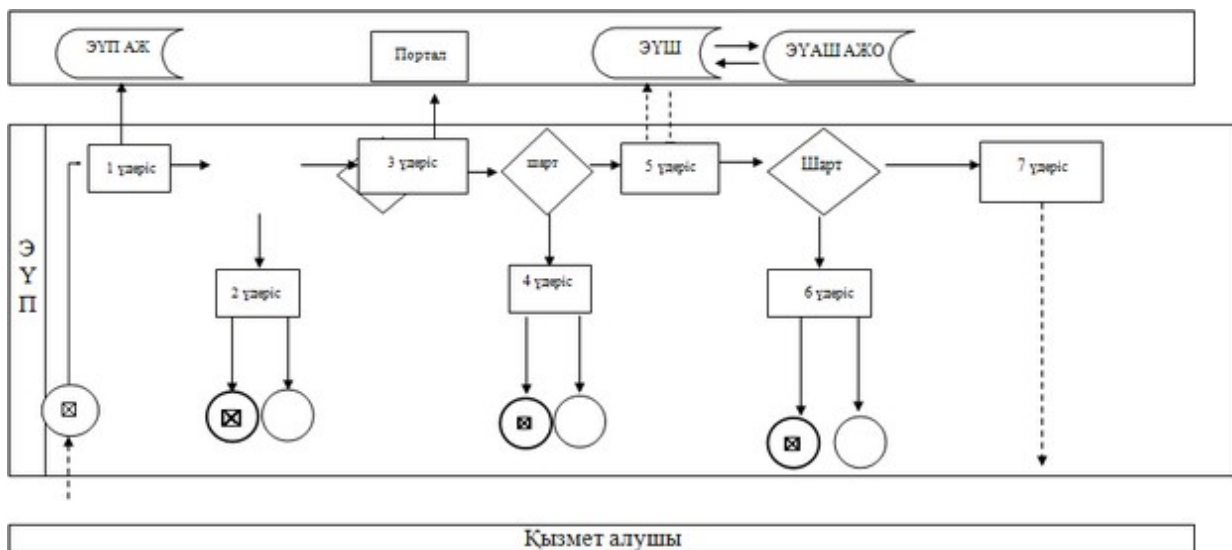 ЭҮП АЖ
Портал
ЭҮШ
ЭҮАШ АЖО
1 үдеріс
3 үдеріс
шарт
5 үдеріс
Шарт
7 үдеріс
ЭҮП
2 үдеріс
4 үдеріс
6 үдеріс
Қызмет алушы